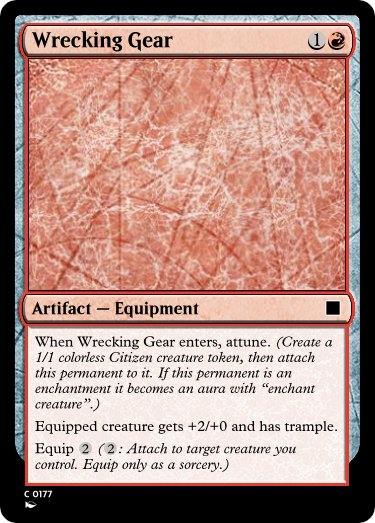 Wrecking Gear 1
Artifact — Equipment
When Wrecking Gear enters, attune. (Create a
1/1 colorless Citizen creature token, then attach
this permanent to it. If this permanent is an
enchantment it becomes an aura with “enchant
creature”.)
Equipped creature gets +2/+0 and has trample.
Equip 2 (2: Attach to target creature you
control. Equip only as a sorcery.)
C 0177